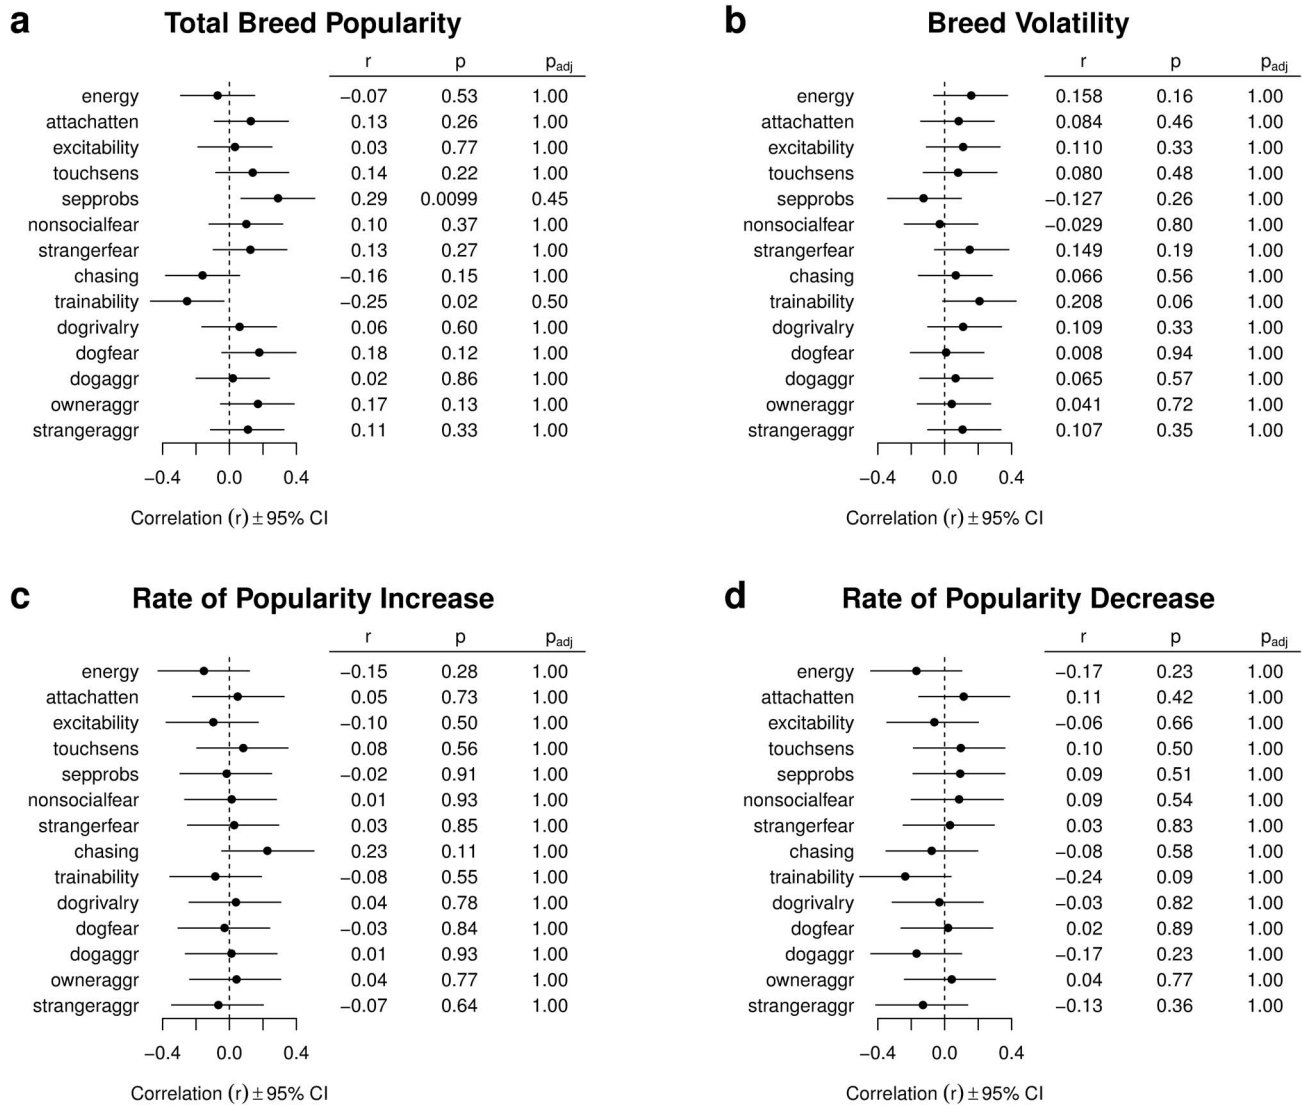 a Total Breed Popularity
r p padj
energy −0.07 0.53 1.00
attachatten 0.13 0.26 1.00
excitability 0.03 0.77 1.00
touchsens 0.14 0.22 1.00
sepprobs 0.29 0.0099 0.45
nonsocialfear 0.10 0.37 1.00
strangerfear 0.13 0.27 1.00
chasing −0.16 0.15 1.00
trainability −0.25 0.02 0.50
dogrivalry 0.06 0.60 1.00
dogfear 0.18 0.12 1.00
dogaggr 0.02 0.86 1.00
owneraggr 0.17 0.13 1.00
strangeraggr 0.11 0.33 1.00
−0.4 0.0 0.4
Correlation (r) ± 95% CI
b Breed Volatility
r p padj
energy 0.158 0.16 1.00
attachatten 0.084 0.46 1.00
excitability 0.110 0.33 1.00
touchsens 0.080 0.48 1.00
sepprobs −0.127 0.26 1.00
nonsocialfear −0.029 0.80 1.00
strangerfear 0.149 0.19 1.00
chasing 0.066 0.56 1.00
trainability 0.208 0.06 1.00
dogrivalry 0.109 0.33 1.00
dogfear 0.008 0.94 1.00
dogaggr 0.065 0.57 1.00
owneraggr 0.041 0.72 1.00
strangeraggr 0.107 0.35 1.00
−0.4 0.0 0.4
Correlation (r) ± 95% CI
c Rate of Popularity Increase
r p padj
energy −0.15 0.28 1.00
attachatten 0.05 0.73 1.00
excitability −0.10 0.50 1.00
touchsens 0.08 0.56 1.00
sepprobs −0.02 0.91 1.00
nonsocialfear 0.01 0.93 1.00
strangerfear 0.03 0.85 1.00
chasing 0.23 0.11 1.00
trainability −0.08 0.55 1.00
dogrivalry 0.04 0.78 1.00
dogfear −0.03 0.84 1.00
dogaggr 0.01 0.93 1.00
owneraggr 0.04 0.77 1.00
strangeraggr −0.07 0.64 1.00
−0.4 0.0 0.4
Correlation (r) ± 95% CI
d Rate of Popularity Decrease
r p padj
energy −0.17 0.23 1.00
attachatten 0.11 0.42 1.00
excitability −0.06 0.66 1.00
touchsens 0.10 0.50 1.00
sepprobs 0.09 0.51 1.00
nonsocialfear 0.09 0.54 1.00
strangerfear 0.03 0.83 1.00
chasing −0.08 0.58 1.00
trainability −0.24 0.09 1.00
dogrivalry −0.03 0.82 1.00
dogfear 0.02 0.89 1.00
dogaggr −0.17 0.23 1.00
owneraggr 0.04 0.77 1.00
strangeraggr −0.13 0.36 1.00
−0.4 0.0 0.4
Correlation (r) ± 95% CI